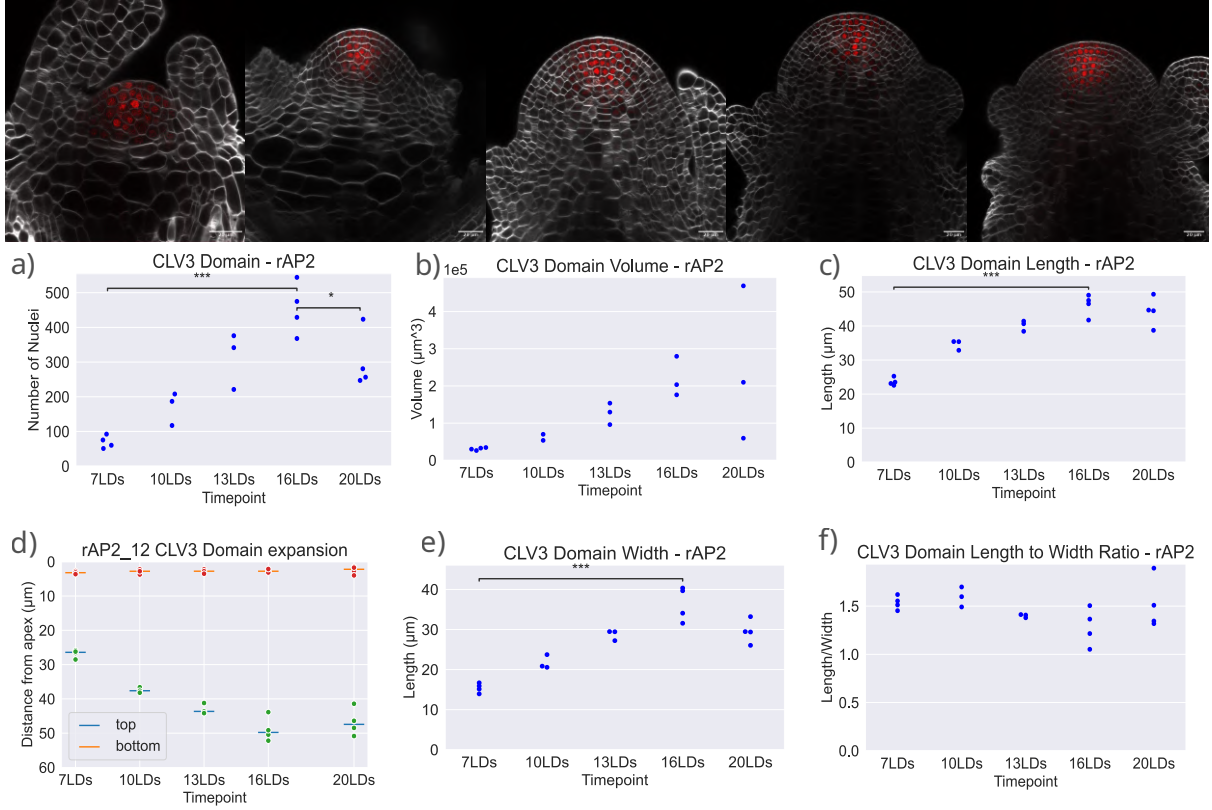 20 µm
20 µm
20 µm
a)
CLV3 Domain - rAP2
***
*
500
400
300
200
100
0
Number of Nuclei
7LDs 10LDs 13LDs 16LDs 20LDs
Timepoint
b)
1e5
CLV3 Domain Volume - rAP2
4
3
2
1
0
Volume (µm^3)
7LDs 10LDs 13LDs 16LDs 20LDs
Timepoint
c)
CLV3 Domain Length - rAP2
***
50
40
30
20
10
0
Length (µm)
7LDs 10LDs 13LDs 16LDs 20LDs
Timepoint
d)
rAP2_12 CLV3 Domain expansion
0
10
20
30
40
50
60
Distance from apex (µm)
top
bottom
7LDs 10LDs 13LDs 16LDs 20LDs
Timepoint
e)
CLV3 Domain Width - rAP2
***
40
30
20
10
0
Length (µm)
7LDs 10LDs 13LDs 16LDs 20LDs
Timepoint
f)
CLV3 Domain Length to Width Ratio - rAP2
1.5
1.0
0.5
0.0
Length/Width
7LDs 10LDs 13LDs 16LDs 20LDs
Timepoint